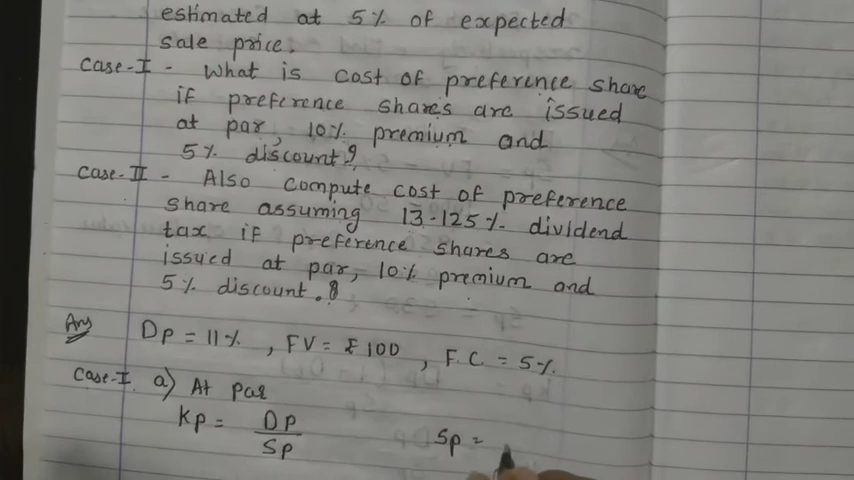 estimated at 5% of expected
sale price.
Case-I - What is cost of preference share
if preference shares are issued
at par, 10% premium and
5% discount?
Case-II - Also compute cost of preference
share assuming 13.125% dividend
tax if preference shares are
issued at par, 10% premium and
5% discount.?
Ans Dp = 11%, FV = ₹100, F.C. = 5%.
Case-I. a) At par
Kp = Dp / Sp Sp =